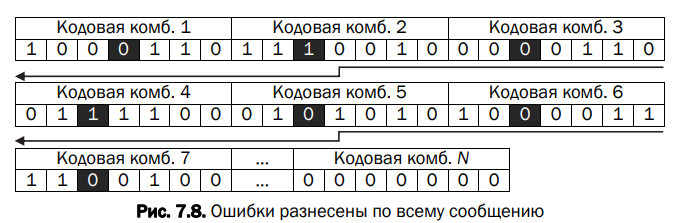 Кодовая комб. 1 Кодовая комб. 2 Кодовая комб. 3
1 0 0 0 1 1 0 1 1 1 0 0 1 0 0 0 0 0 1 1 0
Кодовая комб. 4 Кодовая комб. 5 Кодовая комб. 6
0 1 1 1 1 0 0 0 1 0 1 0 1 0 1 0 0 0 0 1 1
Кодовая комб. 7 ... Кодовая комб. N
1 1 0 0 1 0 0 ... 0 0 0 0 0 0 0
Рис. 7.8. Ошибки разнесены по всему сообщению